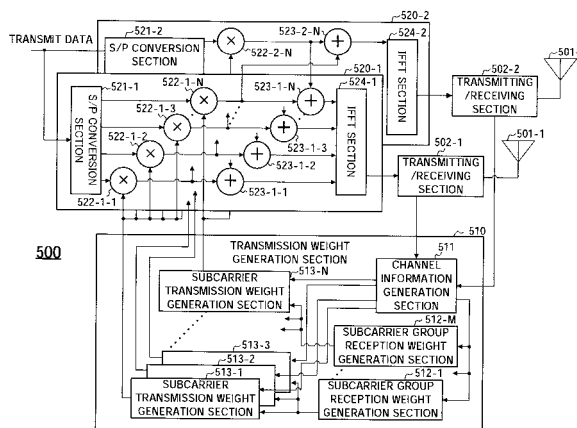 520-2
521-2
523-2-N
524-2
TRANSMIT DATA
S/P CONVERSION
SECTION
×
+
IFFT SECTION
522-2-N
520-1
521-1
522-1-N
523-1-N
524-1
501-
502-2
TRANSMITTING
/RECEIVING
SECTION
S/P CONVERSION
SECTION
×
+
IFFT SECTION
522-1-3
×
+
523-1-3
522-1-2
×
+
523-1-2
522-1-1
×
+
523-1-1
501-1
502-1
TRANSMITTING
/RECEIVING
SECTION
500
510
TRANSMISSION WEIGHT
GENERATION SECTION
511
CHANNEL
INFORMATION
GENERATION
SECTION
513-N
SUBCARRIER
TRANSMISSION WEIGHT
GENERATION SECTION
512-M
SUBCARRIER GROUP
RECEPTION WEIGHT
GENERATION SECTION
513-3
513-2
513-1
SUBCARRIER
TRANSMISSION WEIGHT
GENERATION SECTION
512-1
SUBCARRIER GROUP
RECEPTION WEIGHT
GENERATION SECTION